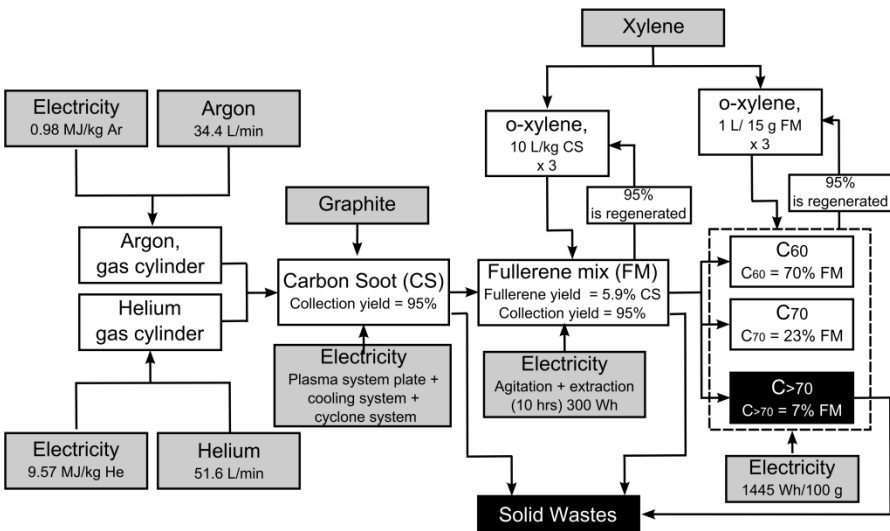 Xylene
Electricity
0.98 MJ/kg Ar
Argon
34.4 L/min
o-xylene,
10 L/kg CS
x 3
o-xylene,
1 L/ 15 g FM
x 3
95%
is regenerated
95%
is regenerated
Graphite
Argon,
gas cylinder
Helium
gas cylinder
Carbon Soot (CS)
Collection yield = 95%
Fullerene mix (FM)
Fullerene yield = 5.9% CS
Collection yield = 95%
C60
C60 = 70% FM
C70
C70 = 23% FM
C>70
C>70 = 7% FM
Electricity
Plasma system plate +
cooling system +
cyclone system
Electricity
Agitation + extraction
(10 hrs) 300 Wh
Electricity
9.57 MJ/kg He
Helium
51.6 L/min
Electricity
1445 Wh/100 g
Solid Wastes